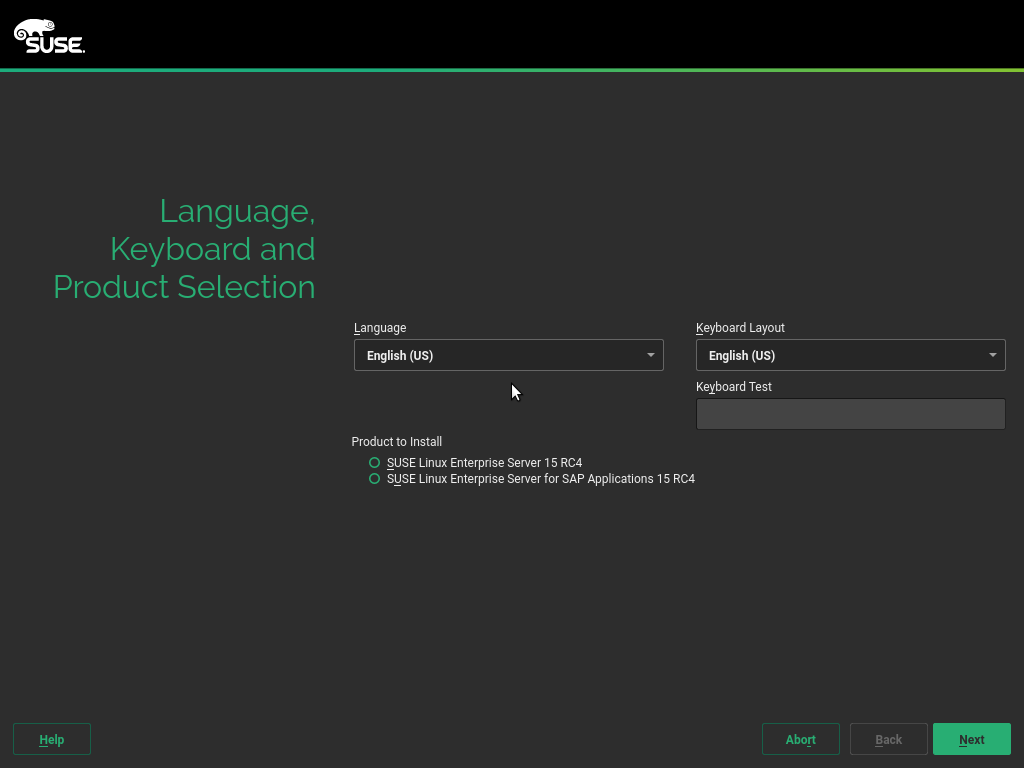 SUSE.
Language,
Keyboard and
Product Selection
Language
Keyboard Layout
English (US)
English (US)
Keyboard Test
Product to Install
SUSE Linux Enterprise Server 15 RC4
SUSE Linux Enterprise Server for SAP Applications 15 RC4
Help
Abort
Back
Next